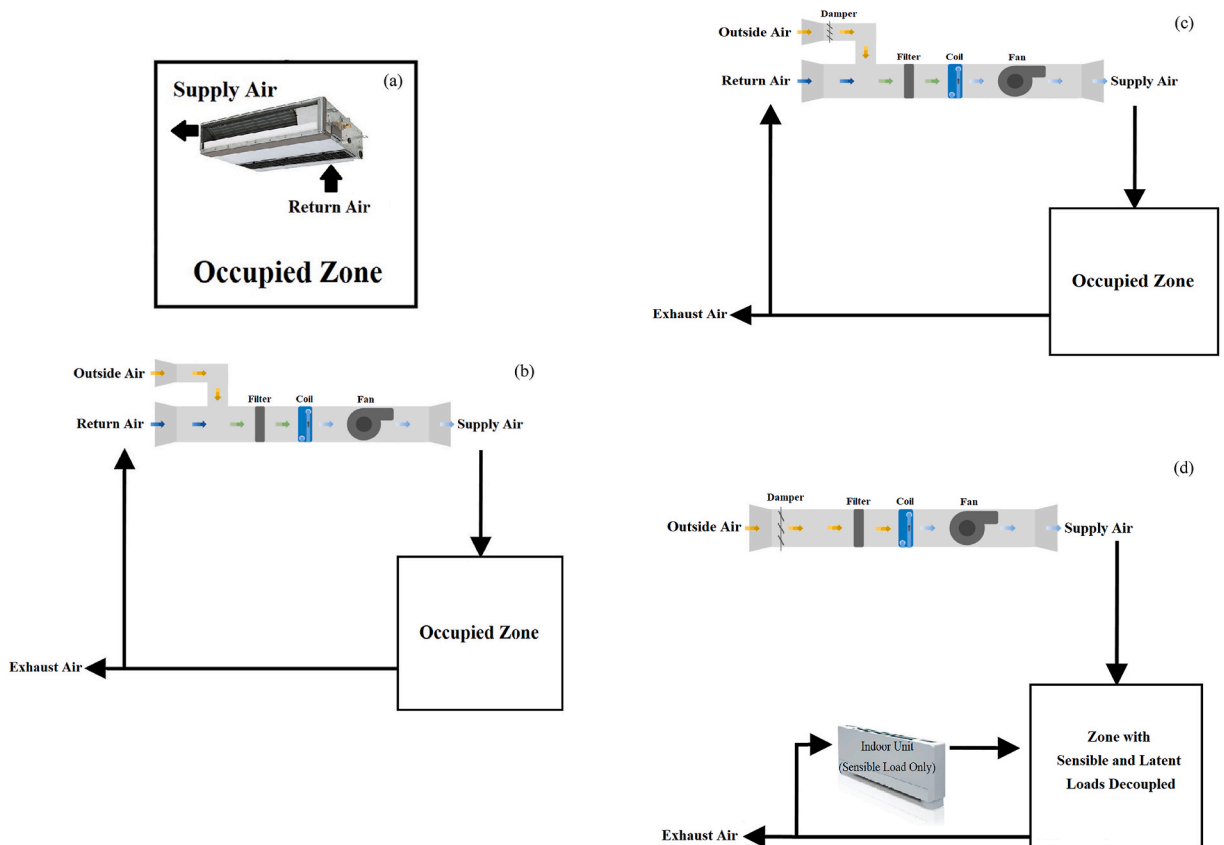 (a)
Supply Air
Return Air
Occupied Zone
(b)
Outside Air
Filter
Coil
Fan
Return Air
Supply Air
Occupied Zone
Exhaust Air
(c)
Damper
Outside Air
Filter
Coil
Fan
Return Air
Supply Air
Occupied Zone
Exhaust Air
(d)
Damper
Filter
Coil
Fan
Outside Air
Supply Air
Indoor Unit
(Sensible Load Only)
Zone with
Sensible and Latent
Loads Decoupled
Exhaust Air